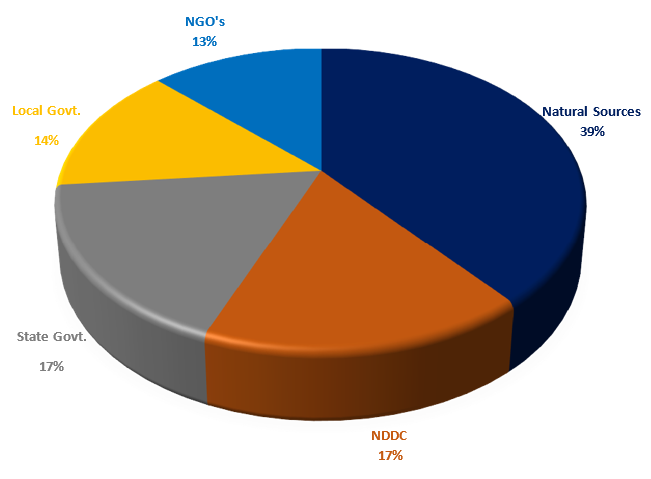 NGO's
13%
Natural Sources
39%
Local Govt.
14%
State Govt.
17%
NDDC
17%